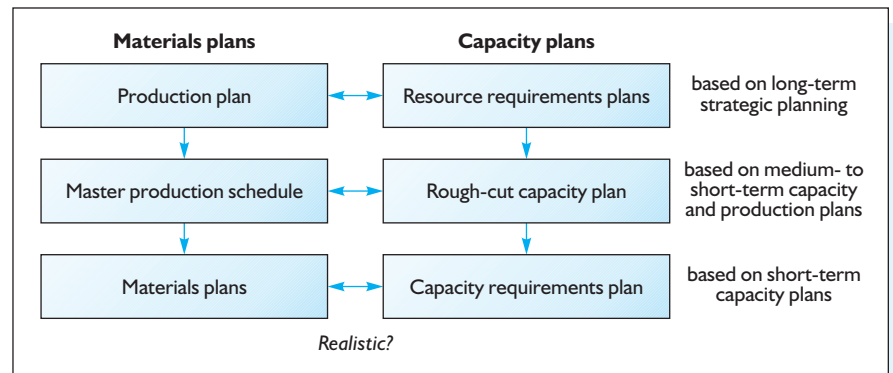 Materials plans
Capacity plans
Production plan
Resource requirements plans
based on long-term
strategic planning
Master production schedule
Rough-cut capacity plan
based on medium- to
short-term capacity
and production plans
Materials plans
Capacity requirements plan
based on short-term
capacity plans
Realistic?